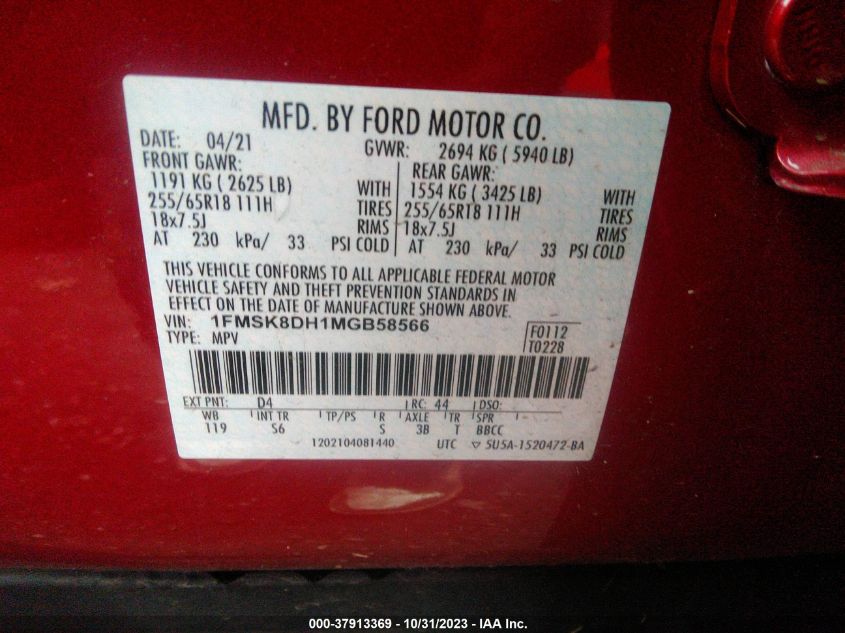 MFD. BY FORD MOTOR CO.
DATE: 04/21 GVWR: 2694 KG ( 5940 LB)
FRONT GAWR: REAR GAWR:
1191 KG ( 2625 LB) WITH 1554 KG ( 3425 LB) WITH
255/65R18 111H TIRES 255/65R18 111H TIRES
18x7.5J RIMS 18x7.5J RIMS
AT 230 kPa/ 33 PSI COLD AT 230 kPa/ 33 PSI COLD
THIS VEHICLE CONFORMS TO ALL APPLICABLE FEDERAL MOTOR
VEHICLE SAFETY AND THEFT PREVENTION STANDARDS IN
EFFECT ON THE DATE OF MANUFACTURE SHOWN ABOVE.
VIN: 1FMSK8DH1MGB58566 F0112
TYPE: MPV T0228
EXT PNT: D4 RC: 44 DSO:
WB INT TR TP/PS R AXLE TR SPR
119 S6 S 3B T BBCC
1202104081440 UTC ▽ 5U5A-1520472-BA
000-37913369 - 10/31/2023 - IAA Inc.